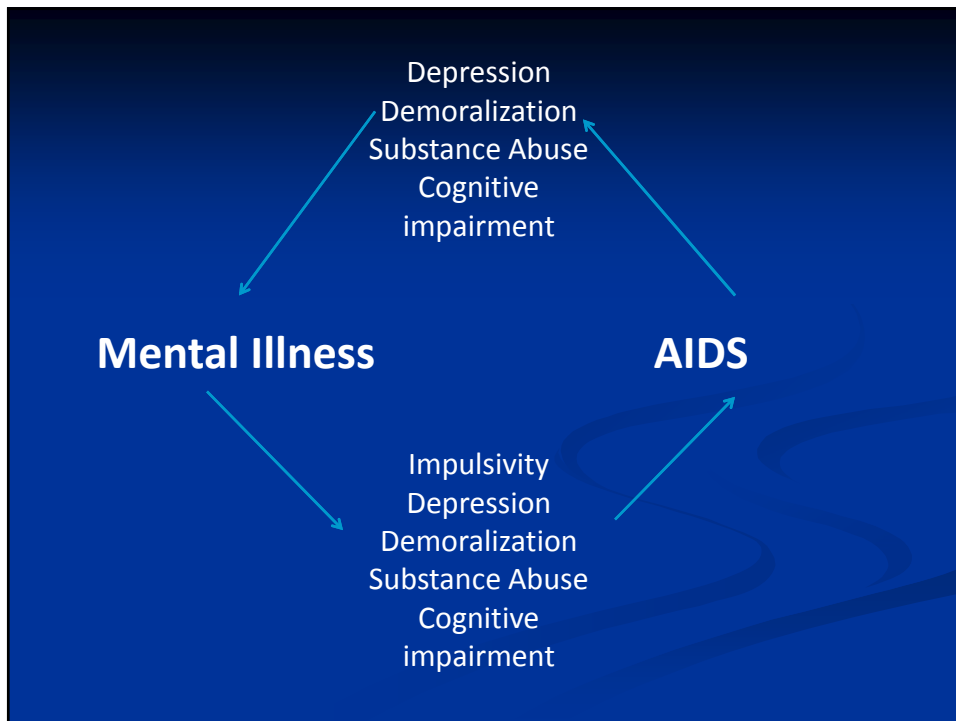 Depression
Demoralization
Substance Abuse
Cognitive
impairment
Mental Illness
AIDS
Impulsivity
Depression
Demoralization
Substance Abuse
Cognitive
impairment